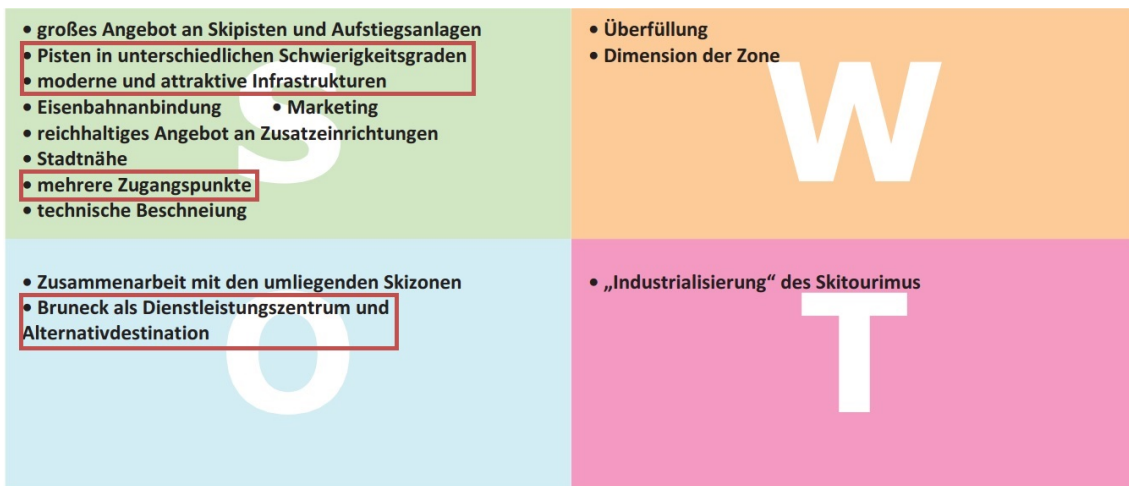 • großes Angebot an Skipisten und Aufstiegsanlagen
• Pisten in unterschiedlichen Schwierigkeitsgraden
• moderne und attraktive Infrastrukturen
• Eisenbahnanbindung • Marketing
• reichhaltiges Angebot an Zusatzeinrichtungen
• Stadtnähe
• mehrere Zugangspunkte
• technische Beschneiung
S
• Überfüllung
• Dimension der Zone
W
• Zusammenarbeit mit den umliegenden Skizonen
• Bruneck als Dienstleistungszentrum und
Alternativdestination
O
• „Industrialisierung“ des Skitourimus
T